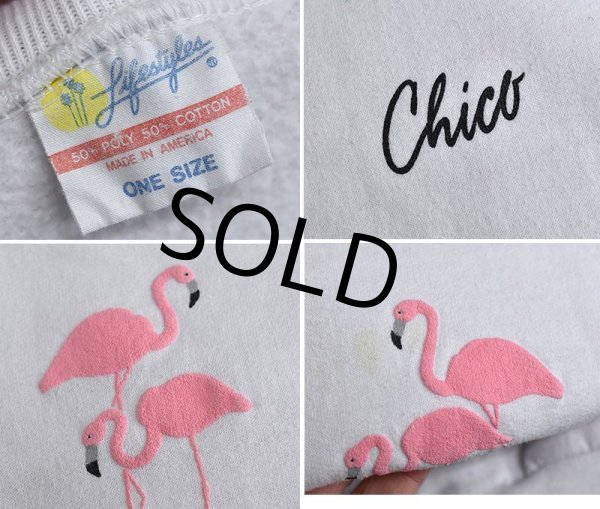 Lifestyles ®
50% POLY 50% COTTON
MADE IN AMERICA
ONE SIZE
Chico
SOLD